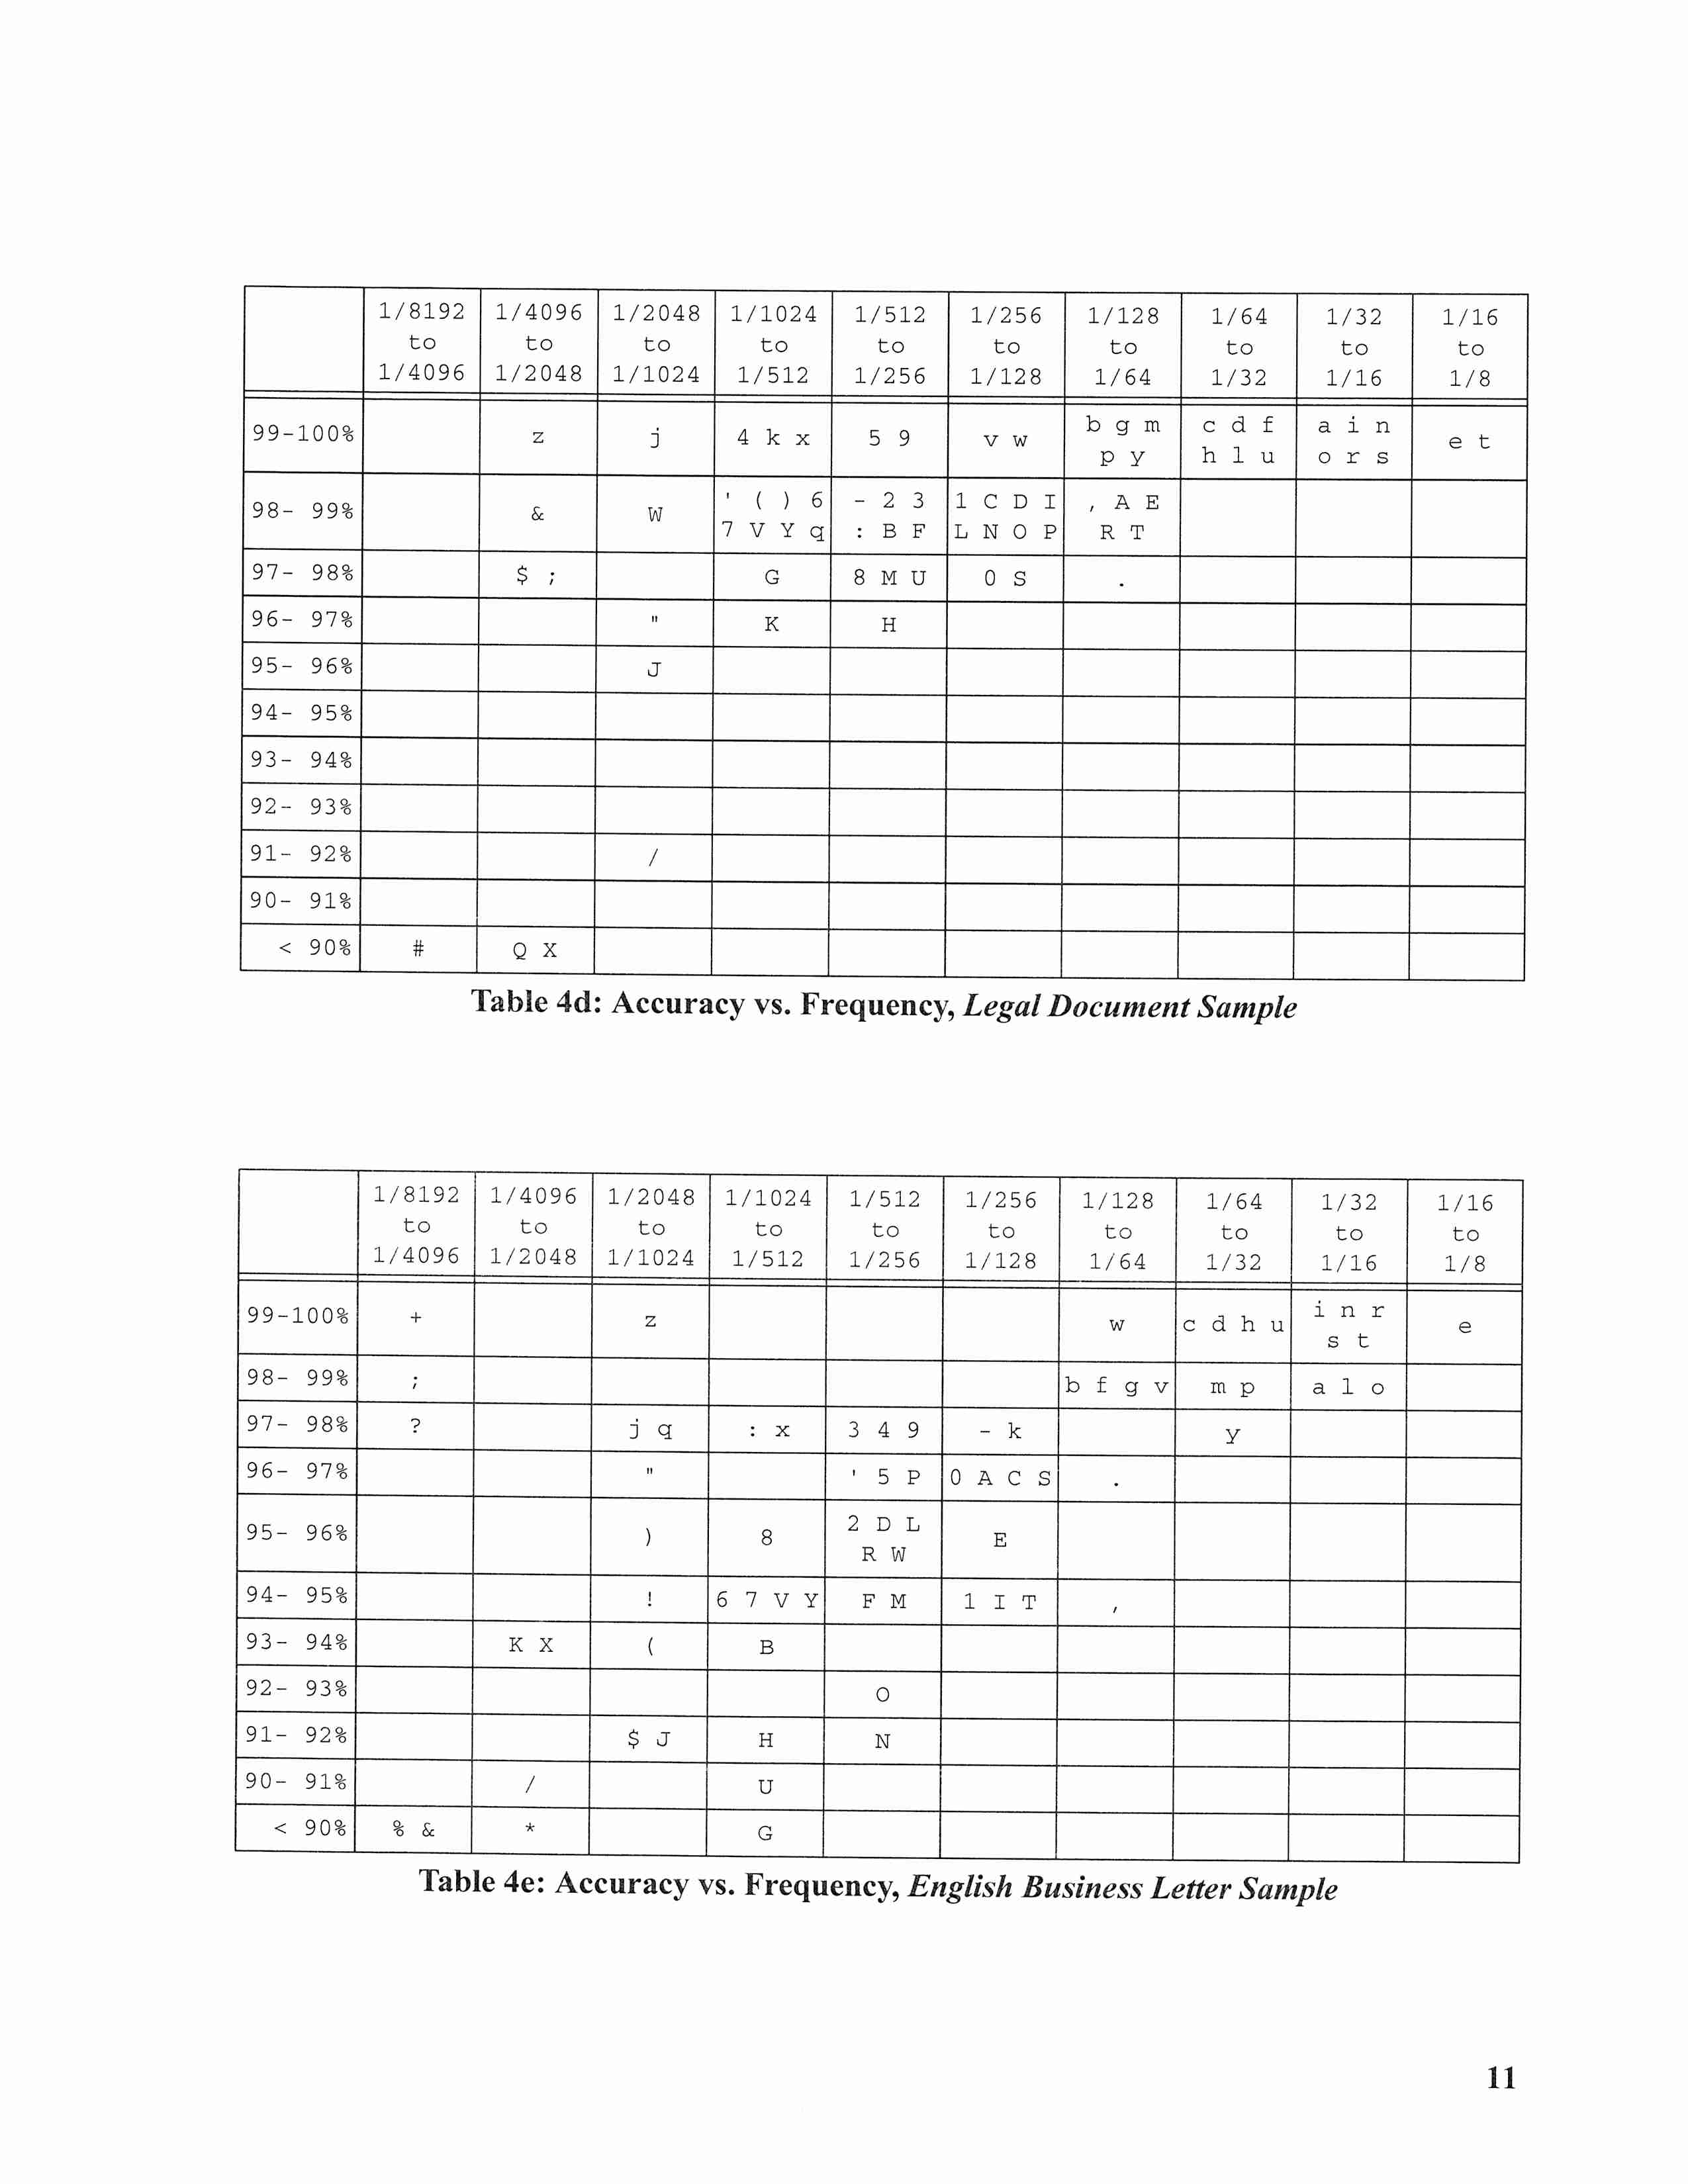 1/8192 1/4096 1/2048 1/1024 1/512 1/256 1/128 1/64 1/32 1/16
to to to to to to to to to to
1/4096 1/2048 1/1024 1/512 1/256 1/128 1/64 1/32 1/16 1/8
99-100% z j 4 k x 5 9 v w b g m c d f a i n e t
p y h l u o r s
98- 99% & W ' ( ) 6 - 2 3 1 C D I , A E
7 V Y q : B F L N O P R T
97- 98% $ ; G 8 M U 0 S .
96- 97% " K H
95- 96% J
94- 95%
93- 94%
92- 93%
91- 92% /
90- 91%
< 90% # Q X
Table 4d: Accuracy vs. Frequency, Legal Document Sample
1/8192 1/4096 1/2048 1/1024 1/512 1/256 1/128 1/64 1/32 1/16
to to to to to to to to to to
1/4096 1/2048 1/1024 1/512 1/256 1/128 1/64 1/32 1/16 1/8
99-100% + z w c d h u i n r e
s t
98- 99% ; b f g v m p a l o
97- 98% ? j q : x 3 4 9 - k y
96- 97% " ' 5 P 0 A C S .
95- 96% ) 8 2 D L E
R W
94- 95% ! 6 7 V Y F M 1 I T ,
93- 94% K X ( B
92- 93% O
91- 92% $ J H N
90- 91% / U
< 90% % & * G
Table 4e: Accuracy vs. Frequency, English Business Letter Sample
11